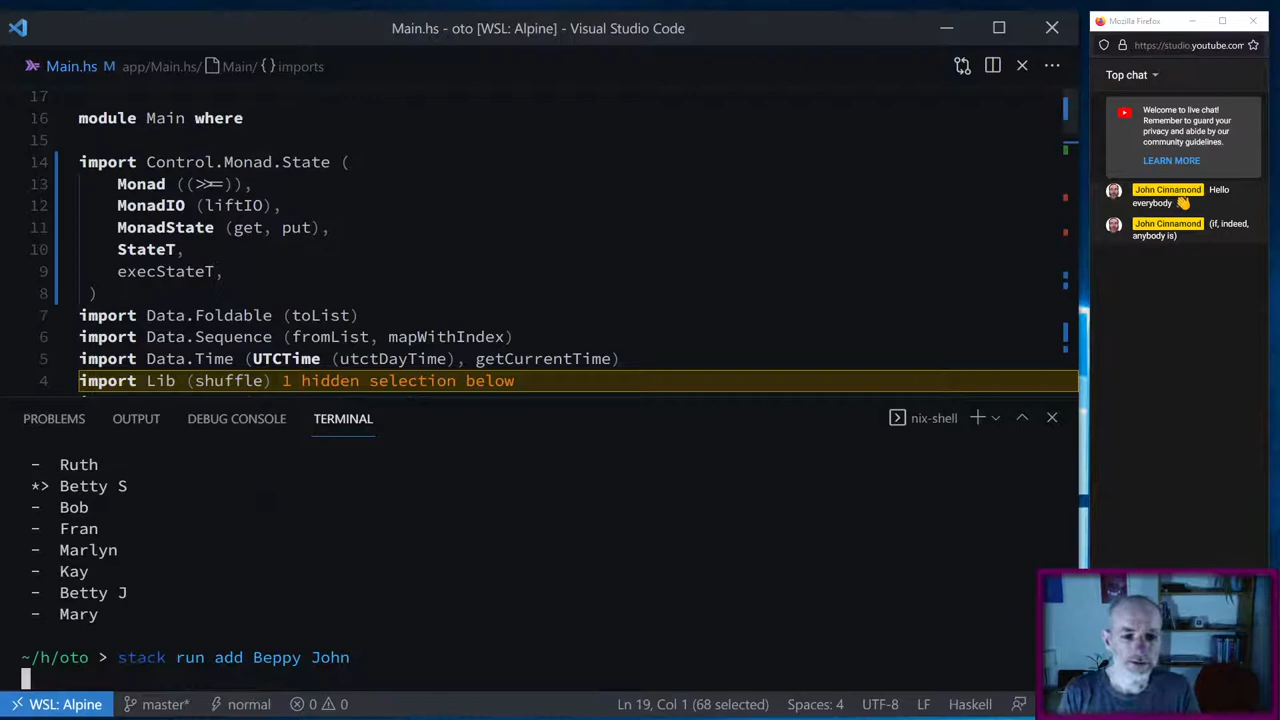 Main.hs - oto [WSL: Alpine] - Visual Studio Code
Main.hs M app/Main.hs/ Main/ {} imports
17
16 module Main where
15
14 import Control.Monad.State (
13 Monad ((>>=)),
12 MonadIO (liftIO),
11 MonadState (get, put),
10 StateT,
9 execStateT,
8 )
7 import Data.Foldable (toList)
6 import Data.Sequence (fromList, mapWithIndex)
5 import Data.Time (UTCTime (utctDayTime), getCurrentTime)
4 import Lib (shuffle) 1 hidden selection below
PROBLEMS OUTPUT DEBUG CONSOLE TERMINAL nix-shell
- Ruth
*> Betty S
- Bob
- Fran
- Marlyn
- Kay
- Betty J
- Mary
~/h/oto > stack run add Beppy John
WSL: Alpine master* normal 0 0 Ln 19, Col 1 (68 selected) Spaces: 4 UTF-8 LF Haskell
Mozilla Firefox
https://studio.youtube.com
Top chat
Welcome to live chat!
Remember to guard your
privacy and abide by our
community guidelines.
LEARN MORE
John Cinnamond Hello
everybody 👋
John Cinnamond (if, indeed,
anybody is)